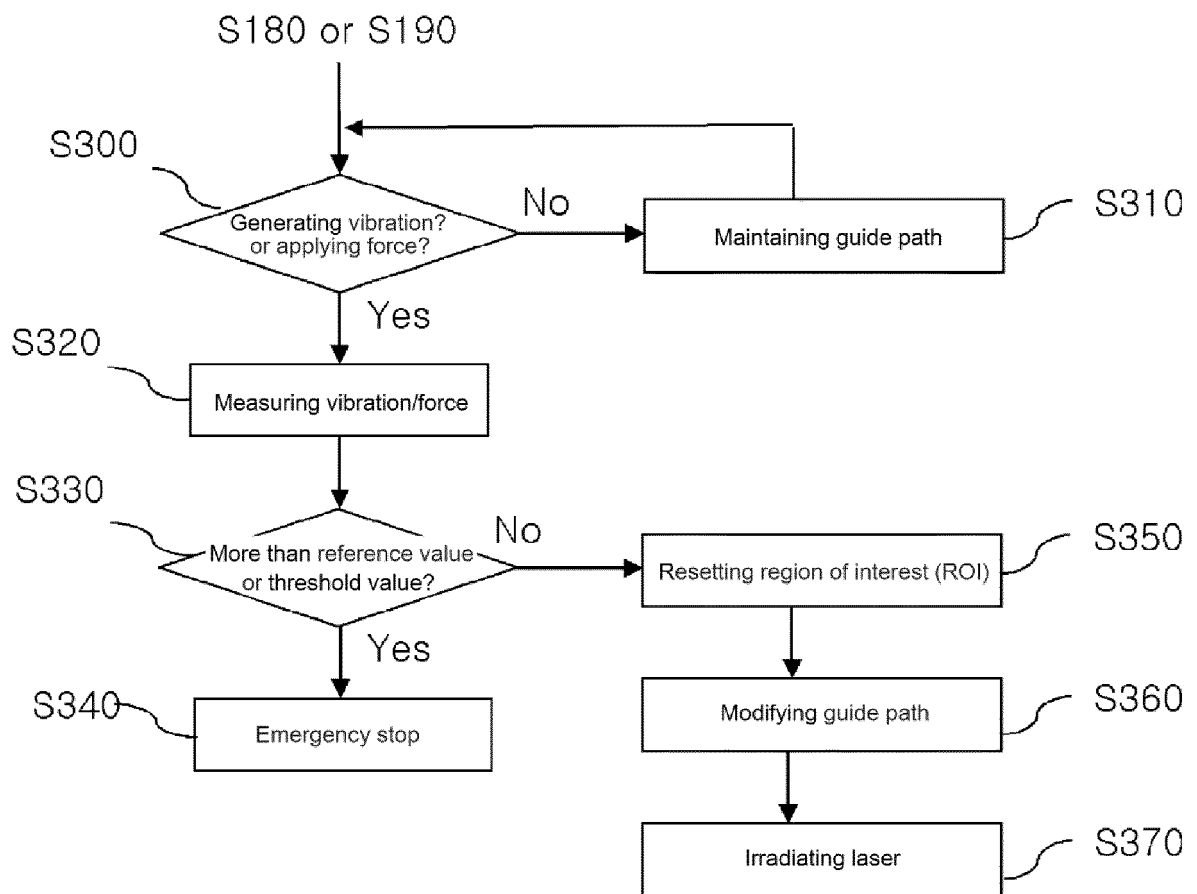 S180 or S190
S300
Generating vibration?
or applying force?
No
Maintaining guide path
S310
Yes
S320
Measuring vibration/force
S330
More than reference value
or threshold value?
No
Resetting region of interest (ROI)
S350
Yes
S340
Emergency stop
Modifying guide path
S360
Irradiating laser
S370